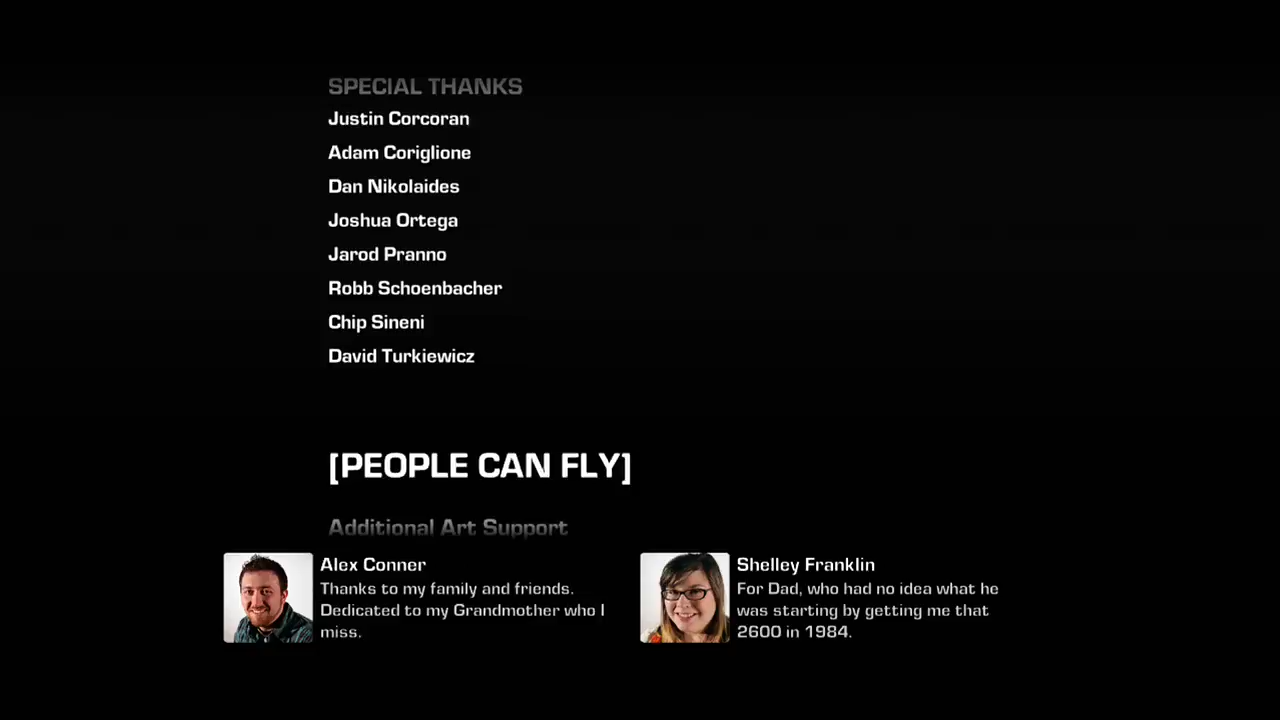 SPECIAL THANKS
Justin Corcoran
Adam Coriglione
Dan Nikolaides
Joshua Ortega
Jarod Pranno
Robb Schoenbacher
Chip Sineni
David Turkiewicz
[PEOPLE CAN FLY]
Additional Art Support
Alex Conner
Thanks to my family and friends.
Dedicated to my Grandmother who I
miss.
Shelley Franklin
For Dad, who had no idea what he
was starting by getting me that
2600 in 1984.